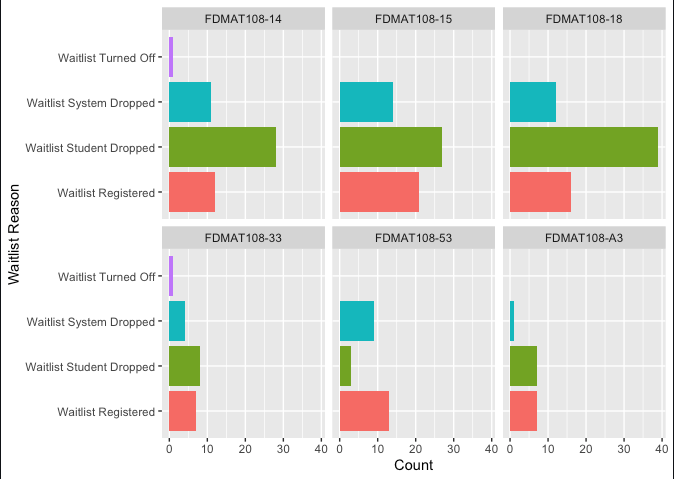 FDMAT108-14 FDMAT108-15 FDMAT108-18
Waitlist Turned Off
Waitlist System Dropped
Waitlist Student Dropped
Waitlist Registered
Waitlist Reason
FDMAT108-33 FDMAT108-53 FDMAT108-A3
Waitlist Turned Off
Waitlist System Dropped
Waitlist Student Dropped
Waitlist Registered
0 10 20 30 40 0 10 20 30 40 0 10 20 30 40
Count